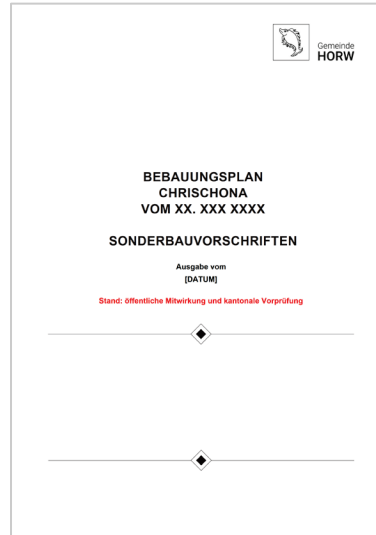 Gemeinde
HORW
BEBAUUNGSPLAN
CHRISCHONA
VOM XX. XXX XXXX
SONDERBAUVORSCHRIFTEN
Ausgabe vom
[DATUM]
Stand: öffentliche Mitwirkung und kantonale Vorprüfung